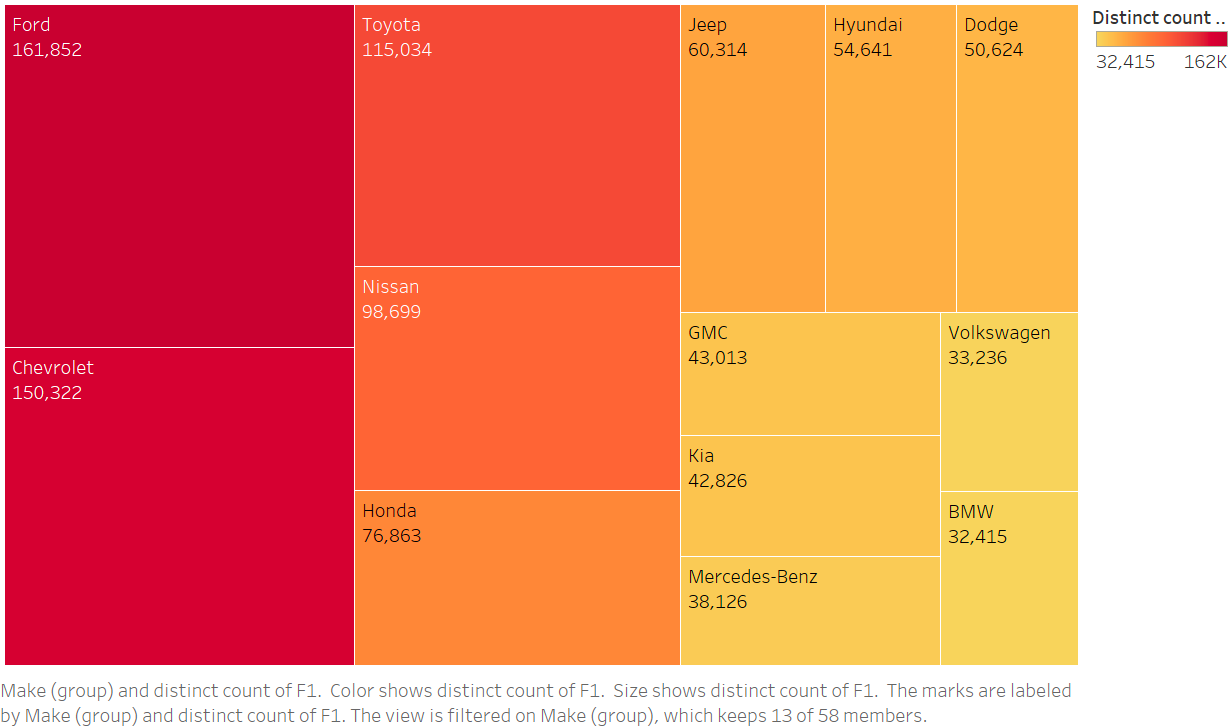 Ford
161,852
Toyota
115,034
Jeep
60,314
Hyundai
54,641
Dodge
50,624
Distinct count ..
32,415 162K
Nissan
98,699
GMC
43,013
Volkswagen
33,236
Chevrolet
150,322
Kia
42,826
Honda
76,863
BMW
32,415
Mercedes-Benz
38,126
Make (group) and distinct count of F1.  Color shows distinct count of F1.  Size shows distinct count of F1.  The marks are labeled
by Make (group) and distinct count of F1. The view is filtered on Make (group), which keeps 13 of 58 members.